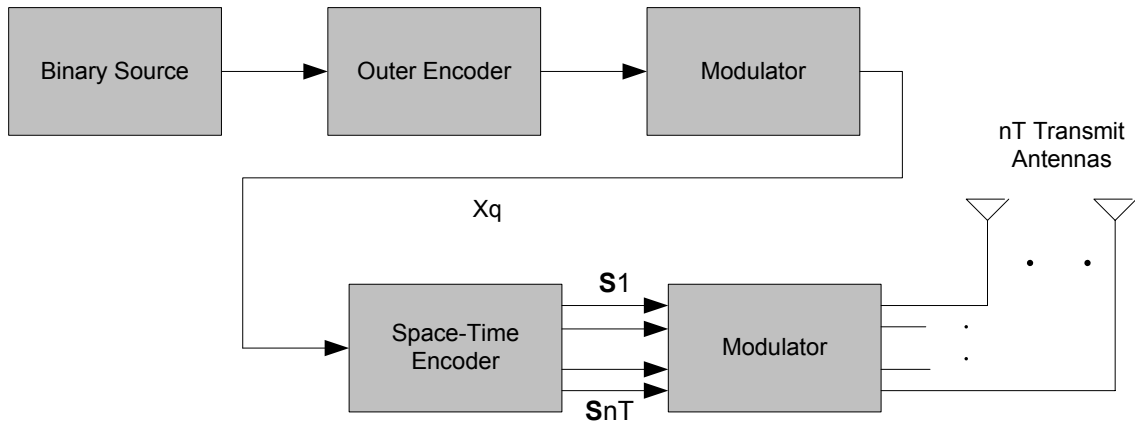 Binary Source
Outer Encoder
Modulator
nT Transmit
Antennas
Xq
S1
Space-Time
Encoder
Modulator
SnT